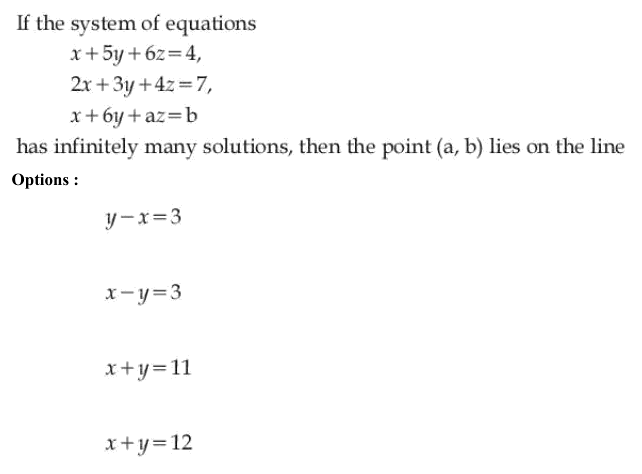 If the system of equations
x+5y+6z=4,
2x+3y+4z=7,
x+6y+az=b
has infinitely many solutions, then the point (a, b) lies on the line
Options :
y−x=3
x−y=3
x+y=11
x+y=12